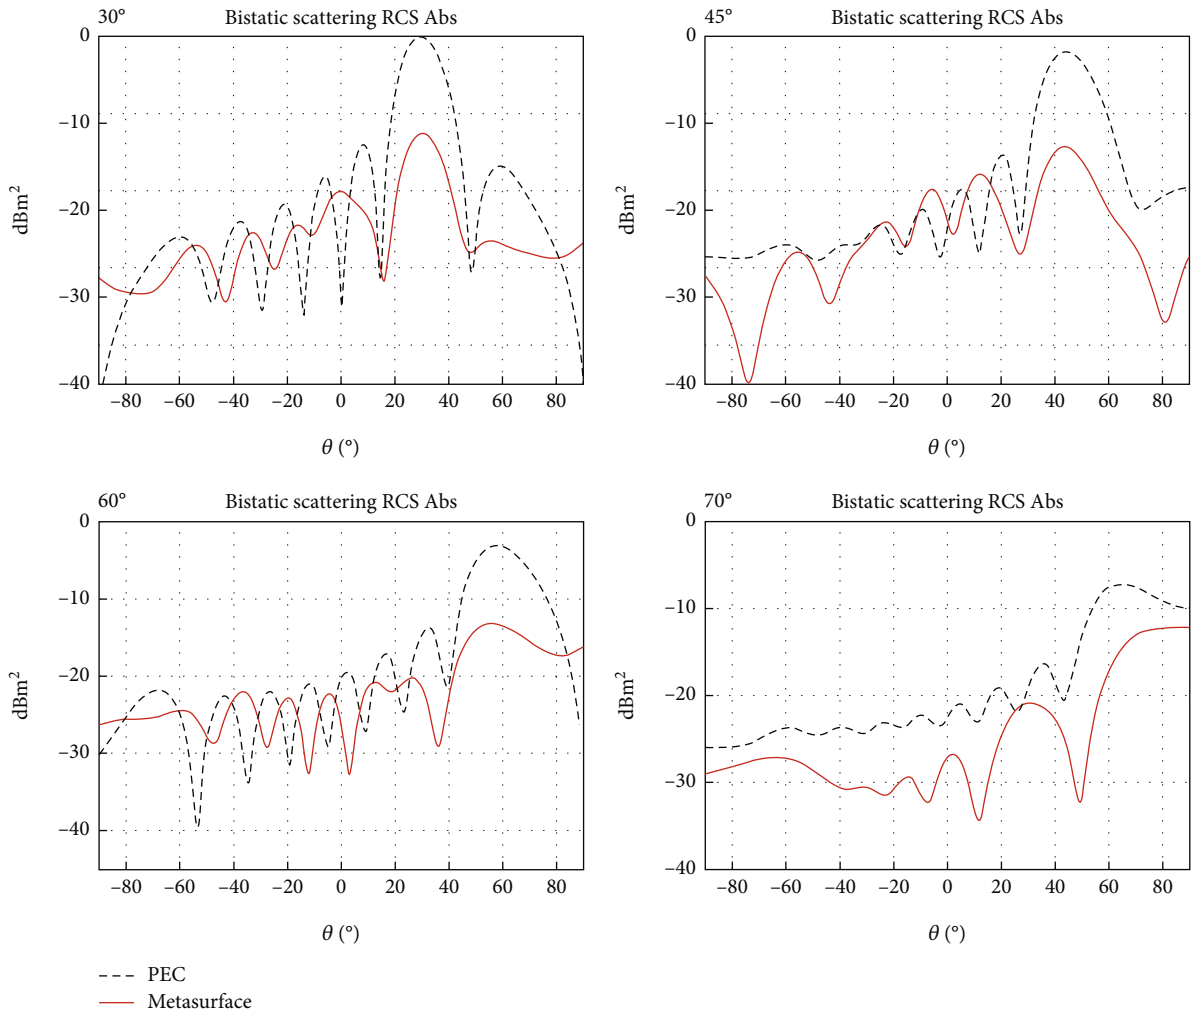 30° Bistatic scattering RCS Abs
0
−10
−20
−30
−40
dBm²
−80 −60 −40 −20 0 20 40 60 80
θ (°)
45° Bistatic scattering RCS Abs
0
−10
−20
−30
−40
dBm²
−80 −60 −40 −20 0 20 40 60 80
θ (°)
60° Bistatic scattering RCS Abs
0
−10
−20
−30
−40
dBm²
−80 −60 −40 −20 0 20 40 60 80
θ (°)
70° Bistatic scattering RCS Abs
0
−10
−20
−30
−40
dBm²
−80 −60 −40 −20 0 20 40 60 80
θ (°)
PEC
Metasurface